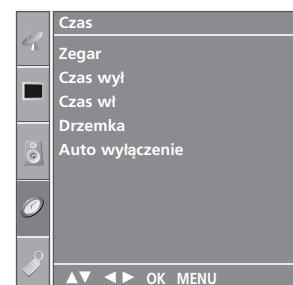 Czas
Zegar
Czas wył
Czas wł
Drzemka
Auto wyłączenie
▲▼ ◄► OK MENU